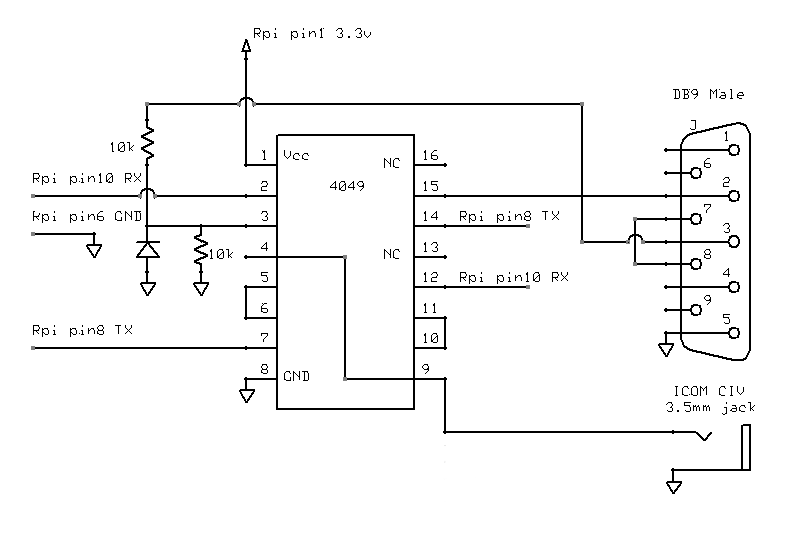 Rpi pin1 3.3v
DB9 Male
J
10k
1 Vcc
NC 16
1
6
Rpi pin10 RX
2
4049
15
2
Rpi pin6 GND
3
14 Rpi pin8 TX
7
3
4
10k
NC 13
8
5
12 Rpi pin10 RX
4
6
11
9
Rpi pin8 TX
7
10
5
8 GND
9
ICOM CIV
3.5mm jack